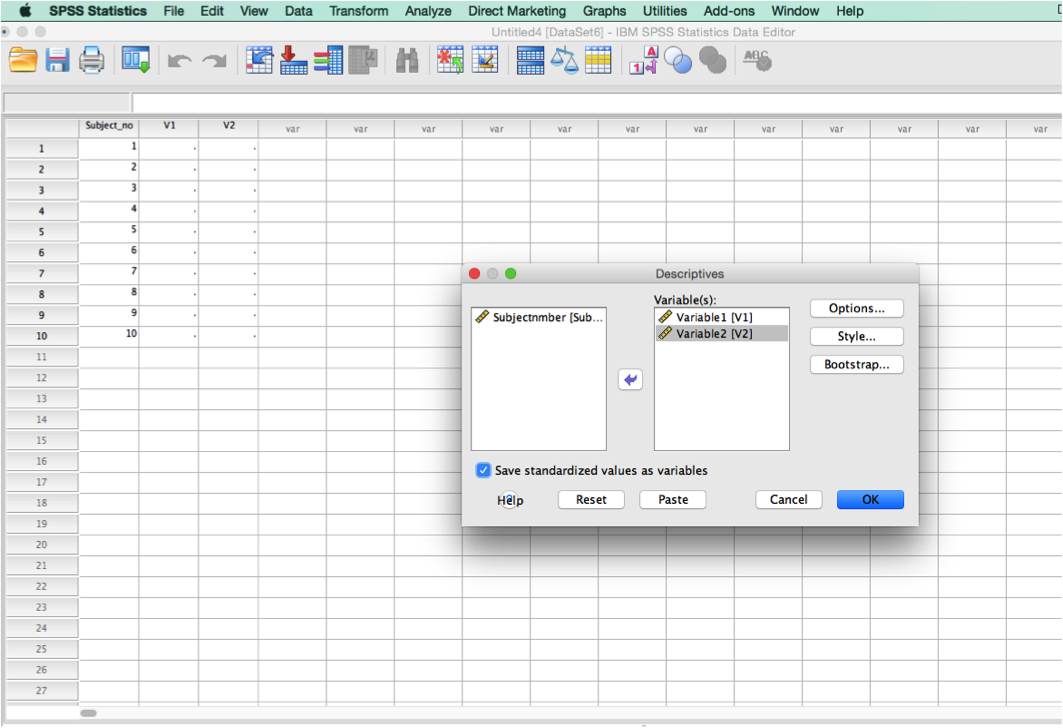 SPSS Statistics File Edit View Data Transform Analyze Direct Marketing Graphs Utilities Add-ons Window Help
Untitled4 [DataSet6] - IBM SPSS Statistics Data Editor
A
1
ABC
Subject_no V1 V2 var var var var var var var var var var var var
1 1 . .
2 2 . .
3 3 . .
4 4 . .
5 5 . .
6 6 . .
7 7 . .
8 8 . .
9 9 . .
10 10 . .
11
12
13
14
15
16
17
18
19
20
21
22
23
24
25
26
27
Descriptives
Subjectnmber [Sub...
Variable(s):
Variable1 [V1]
Variable2 [V2]
Options...
Style...
Bootstrap...
Save standardized values as variables
Help Reset Paste Cancel OK